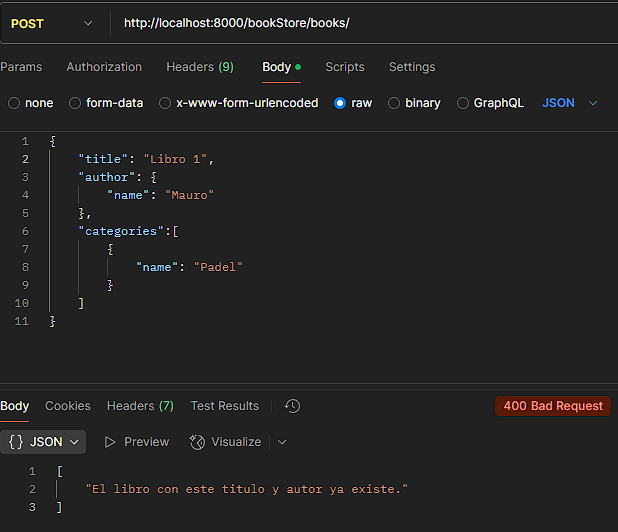 POST http://localhost:8000/bookStore/books/
Params Authorization Headers (9) Body Scripts Settings
none form-data x-www-form-urlencoded raw binary GraphQL JSON
1 {
2 "title": "Libro 1",
3 "author": {
4 "name": "Mauro"
5 },
6 "categories":[
7 {
8 "name": "Padel"
9 }
10 ]
11 }
Body Cookies Headers (7) Test Results 400 Bad Request
{} JSON Preview Visualize
1 [
2 "El libro con este titulo y autor ya existe."
3 ]